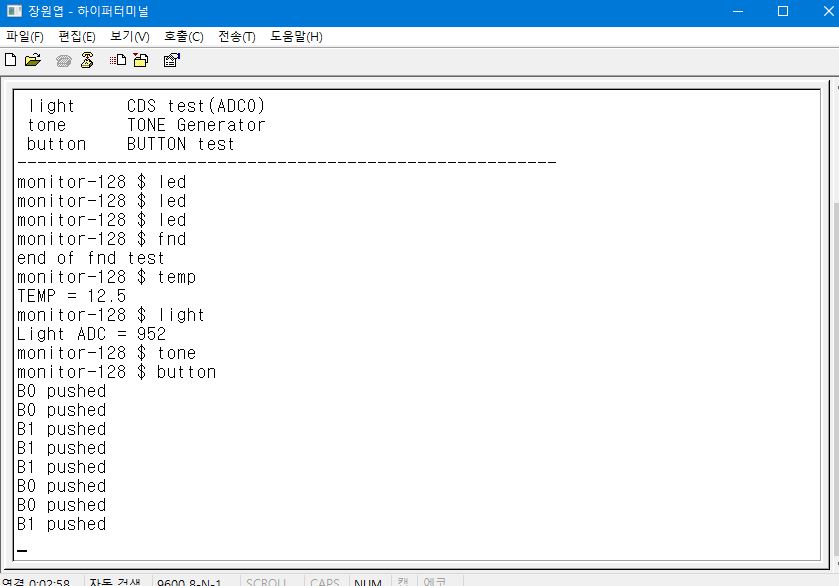 장원엽 - 하이퍼터미널
파일(F) 편집(E) 보기(V) 호출(C) 전송(T) 도움말(H)
light CDS test(ADC0)
tone TONE Generator
button BUTTON test
------------------------------------------------------
monitor-128 $ led
monitor-128 $ led
monitor-128 $ led
monitor-128 $ fnd
end of fnd test
monitor-128 $ temp
TEMP = 12.5
monitor-128 $ light
Light ADC = 952
monitor-128 $ tone
monitor-128 $ button
B0 pushed
B0 pushed
B1 pushed
B1 pushed
B1 pushed
B0 pushed
B0 pushed
B1 pushed
_
연결 0:02:58 자동 검색 9600 8-N-1 SCROLL CAPS NUM 캡 에코